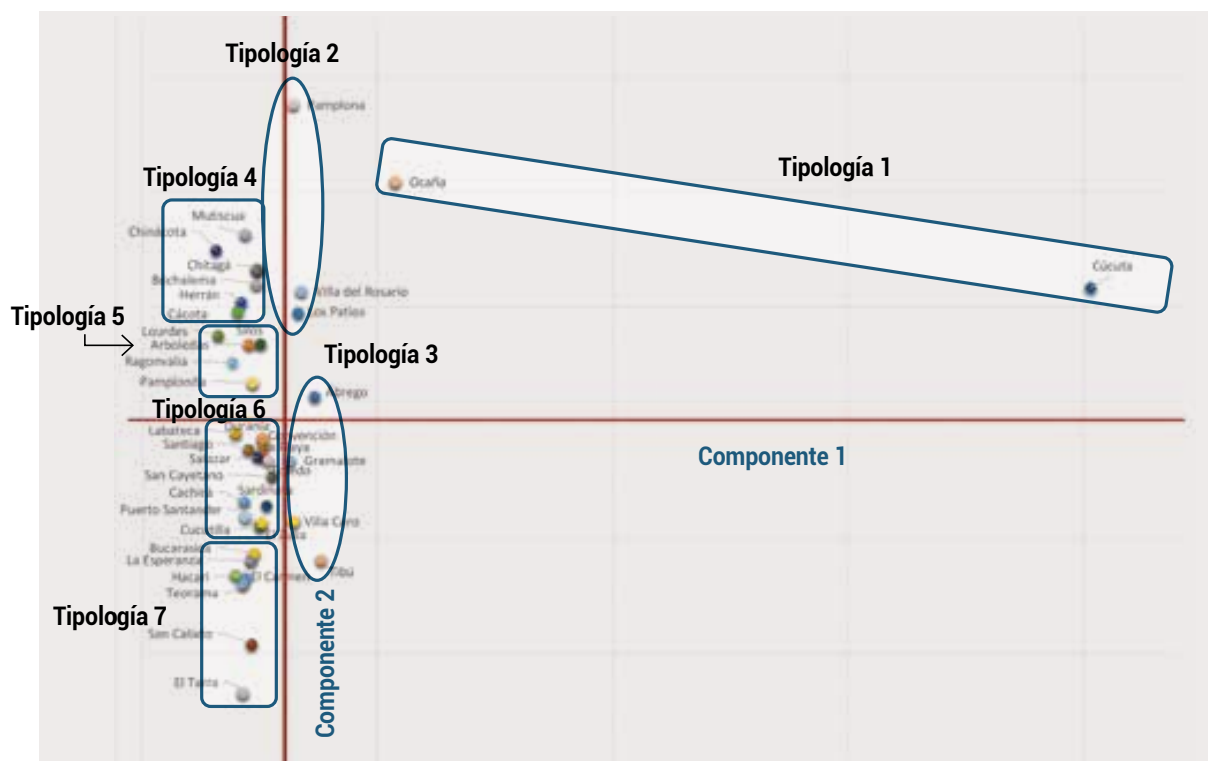 Tipología 2
Pamplona
Tipología 1
Ocaña
Tipología 4
Mutiscua
Chinácota
Cúcuta
Chitagá
Bochalema
Villa del Rosario
Herrán
Cácota
Los Patios
Tipología 5
Lourdes
Silos
Arboledas
Tipología 3
Ragonvalia
Pamplonita
Abrego
Tipología 6
Durania
Labateca
Convención
Santiago
Salazar
Gramalote
Componente 1
San Cayetano
Sardinata
Cachirá
Puerto Santander
Villa Caro
Cucutilla
Bucarasica
La Esperanza
Tibú
Hacarí
El Carmen
Teorama
Tipología 7
Componente 2
San Calixto
El Tarra